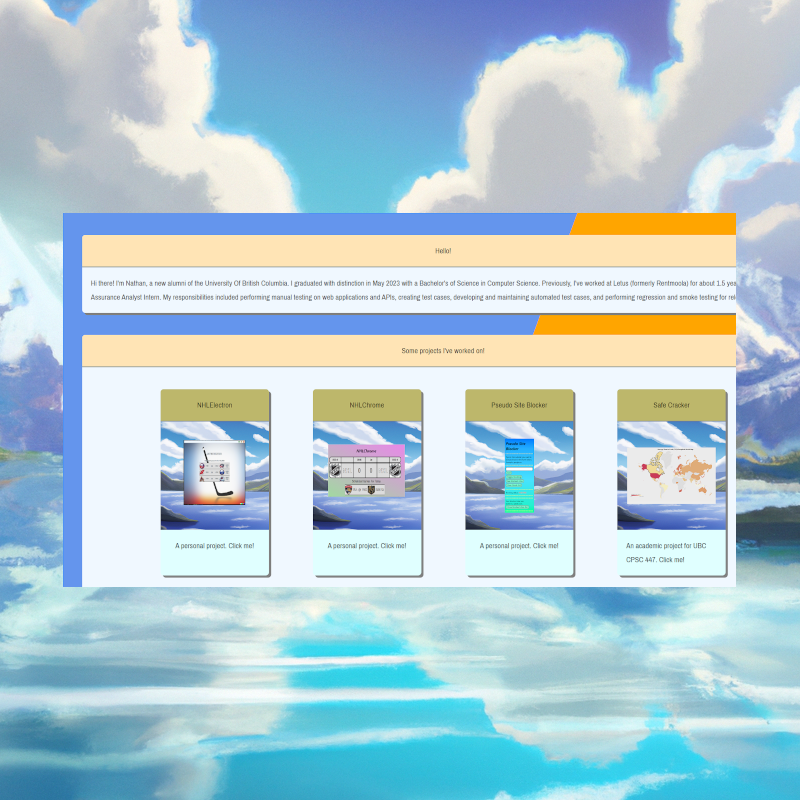 Hello!
Hi there! I'm Nathan, a new alumni of the University Of British Columbia, I graduated with distinction in May 2023 with a Bachelor's of Science in Computer Science. Previously, I've worked at Letus (formerly Rentmoola) for about 1.5
Assurance Analyst Intern. My responsibilities included performing manual testing on web applications and APIs, creating test cases, developing and maintaining automated test cases, and performing regression and smoke testing for
Some projects I've worked on!
NHLElectron NHLChrome Pseudo Site Blocker Safe Cracker
NHLChrome
Pseudo Site
Blocker
A personal project. Click me! A personal project. Click me! A personal project. Click me! An academic project for UBC
CPSC 447. Click me!